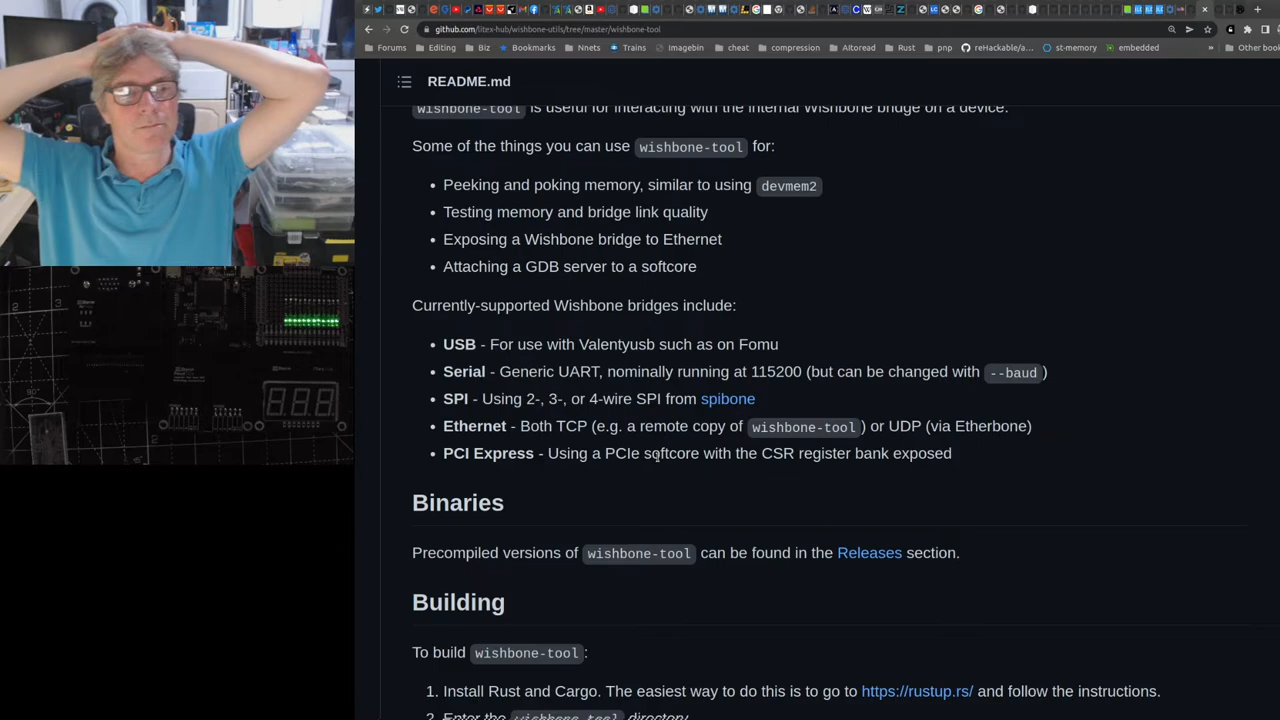 github.com/litex-hub/wishbone-utils/tree/master/wishbone-tool
Forums Editing Biz Bookmarks Nnets Trains imagebin cheat compression AItoread Rust pnp reHackable/a... st-memory embedded » Other book
README.md
wishbone-tool is useful for interacting with the internal Wishbone bridge on a device.
Some of the things you can use wishbone-tool for:
• Peeking and poking memory, similar to using devmem2
• Testing memory and bridge link quality
• Exposing a Wishbone bridge to Ethernet
• Attaching a GDB server to a softcore
Currently-supported Wishbone bridges include:
• USB - For use with Valentyusb such as on Fomu
• Serial - Generic UART, nominally running at 115200 (but can be changed with --baud)
• SPI - Using 2-, 3-, or 4-wire SPI from spibone
• Ethernet - Both TCP (e.g. a remote copy of wishbone-tool) or UDP (via Etherbone)
• PCI Express - Using a PCIe softcore with the CSR register bank exposed
Binaries
Precompiled versions of wishbone-tool can be found in the Releases section.
Building
To build wishbone-tool:
1. Install Rust and Cargo. The easiest way to do this is to go to https://rustup.rs/ and follow the instructions.
2. Enter the wishbone-tool directory